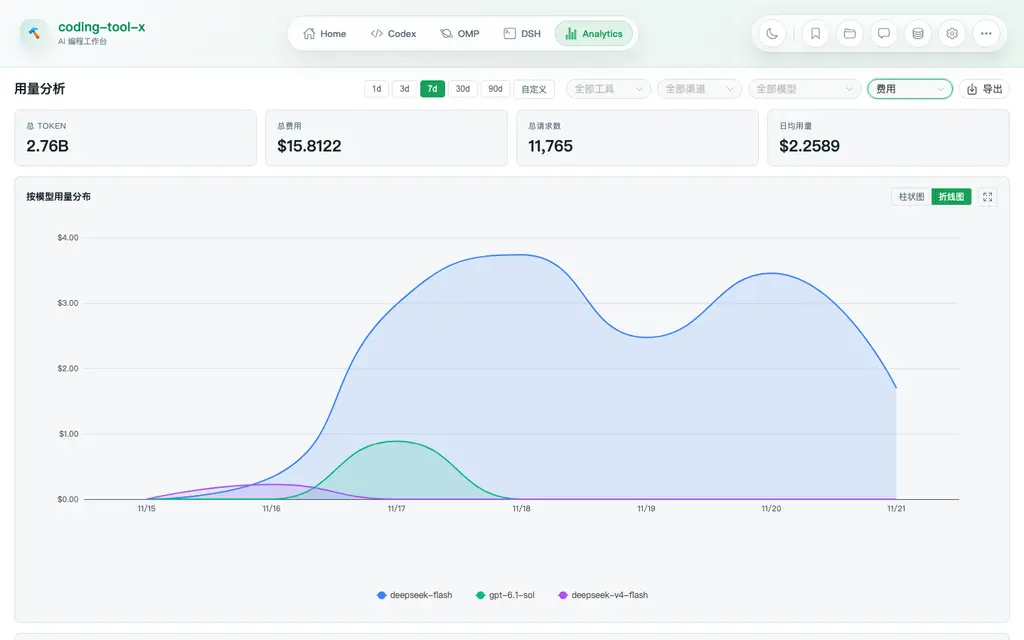 coding-tool-x
AI 编程工作台
Home
Codex
OMP
DSH
Analytics
用量分析
1d
3d
7d
30d
90d
自定义
全部工具
全部渠道
全部模型
费用
导出
总 TOKEN
2.76B
总费用
$15.8122
总请求数
11,765
日均用量
$2.2589
按模型用量分布
柱状图
折线图
$4.00
$3.00
$2.00
$1.00
$0.00
11/15
11/16
11/17
11/18
11/19
11/20
11/21
deepseek-flash
gpt-6.1-sol
deepseek-v4-flash